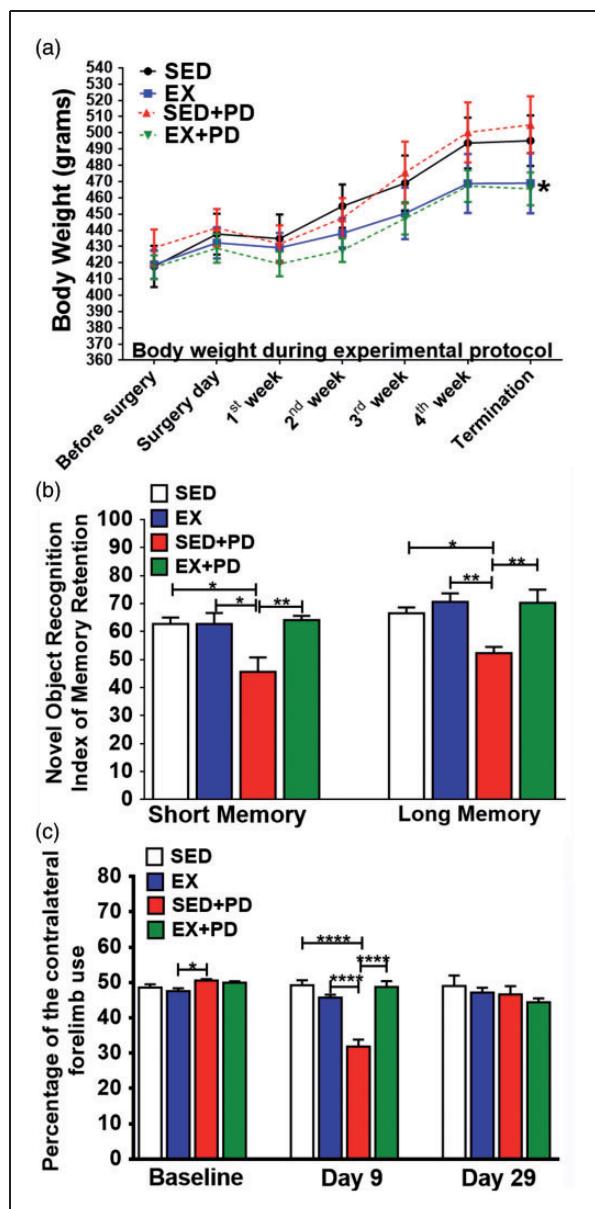 (a)
Body Weight (grams)
540
530
520
510
500
490
480
470
460
450
440
430
420
410
400
390
380
370
360
SED
EX
SED+PD
EX+PD
*
Body weight during experimental protocol
Before surgery
Surgery day
1st week
2nd week
3rd week
4th week
Termination
(b)
Novel Object Recognition
Index of Memory Retention
100
90
80
70
60
50
40
30
20
10
0
SED
EX
SED+PD
EX+PD
*
*
**
*
**
**
Short Memory
Long Memory
(c)
Percentage of the contralateral
forelimb use
80
70
60
50
40
30
20
10
0
SED
EX
SED+PD
EX+PD
*
****
****
****
Baseline
Day 9
Day 29